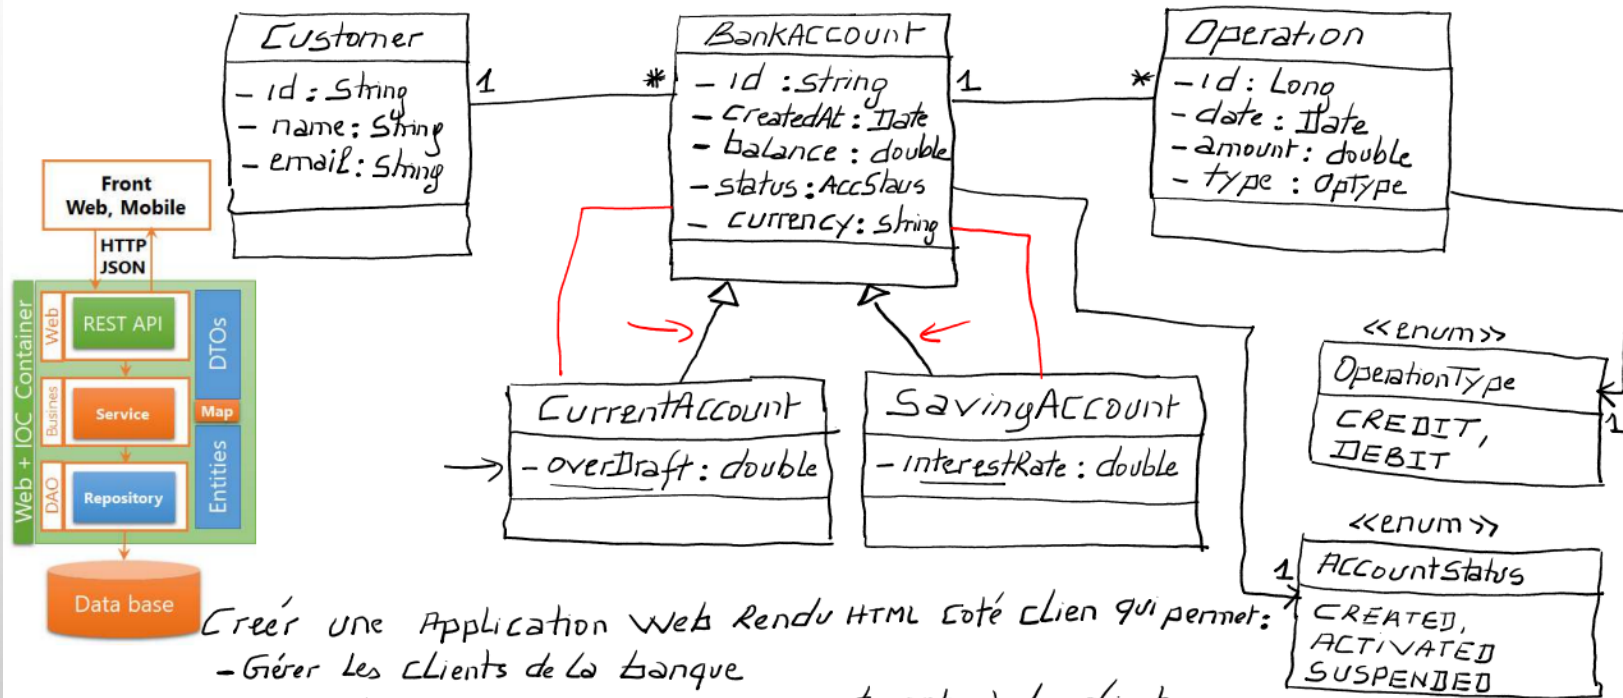 Customer
- id : String
- name : String
- email : String
1
*
BankAccount
- id : String
- createdAt : Date
- balance : double
- status : AccStaus
- currency : String
1
*
Operation
- id : Long
- date : Date
- amount : double
- type : OpType
Front
Web, Mobile
HTTP
JSON
Web + IOC Container
Web
REST API
DTOs
Busines
Service
Map
DAO
Repository
Entities
Data base
CurrentAccount
- overDraft : double
SavingAccount
- interestRate : double
<<enum>>
OperationType
1
CREDIT,
DEBIT
<<enum>>
1
AccountStatus
CREATED,
ACTIVATED
SUSPENDED
Creér une Application Web Rendu HTML coté clien qui permet :
- Gérer Les clients de la banque